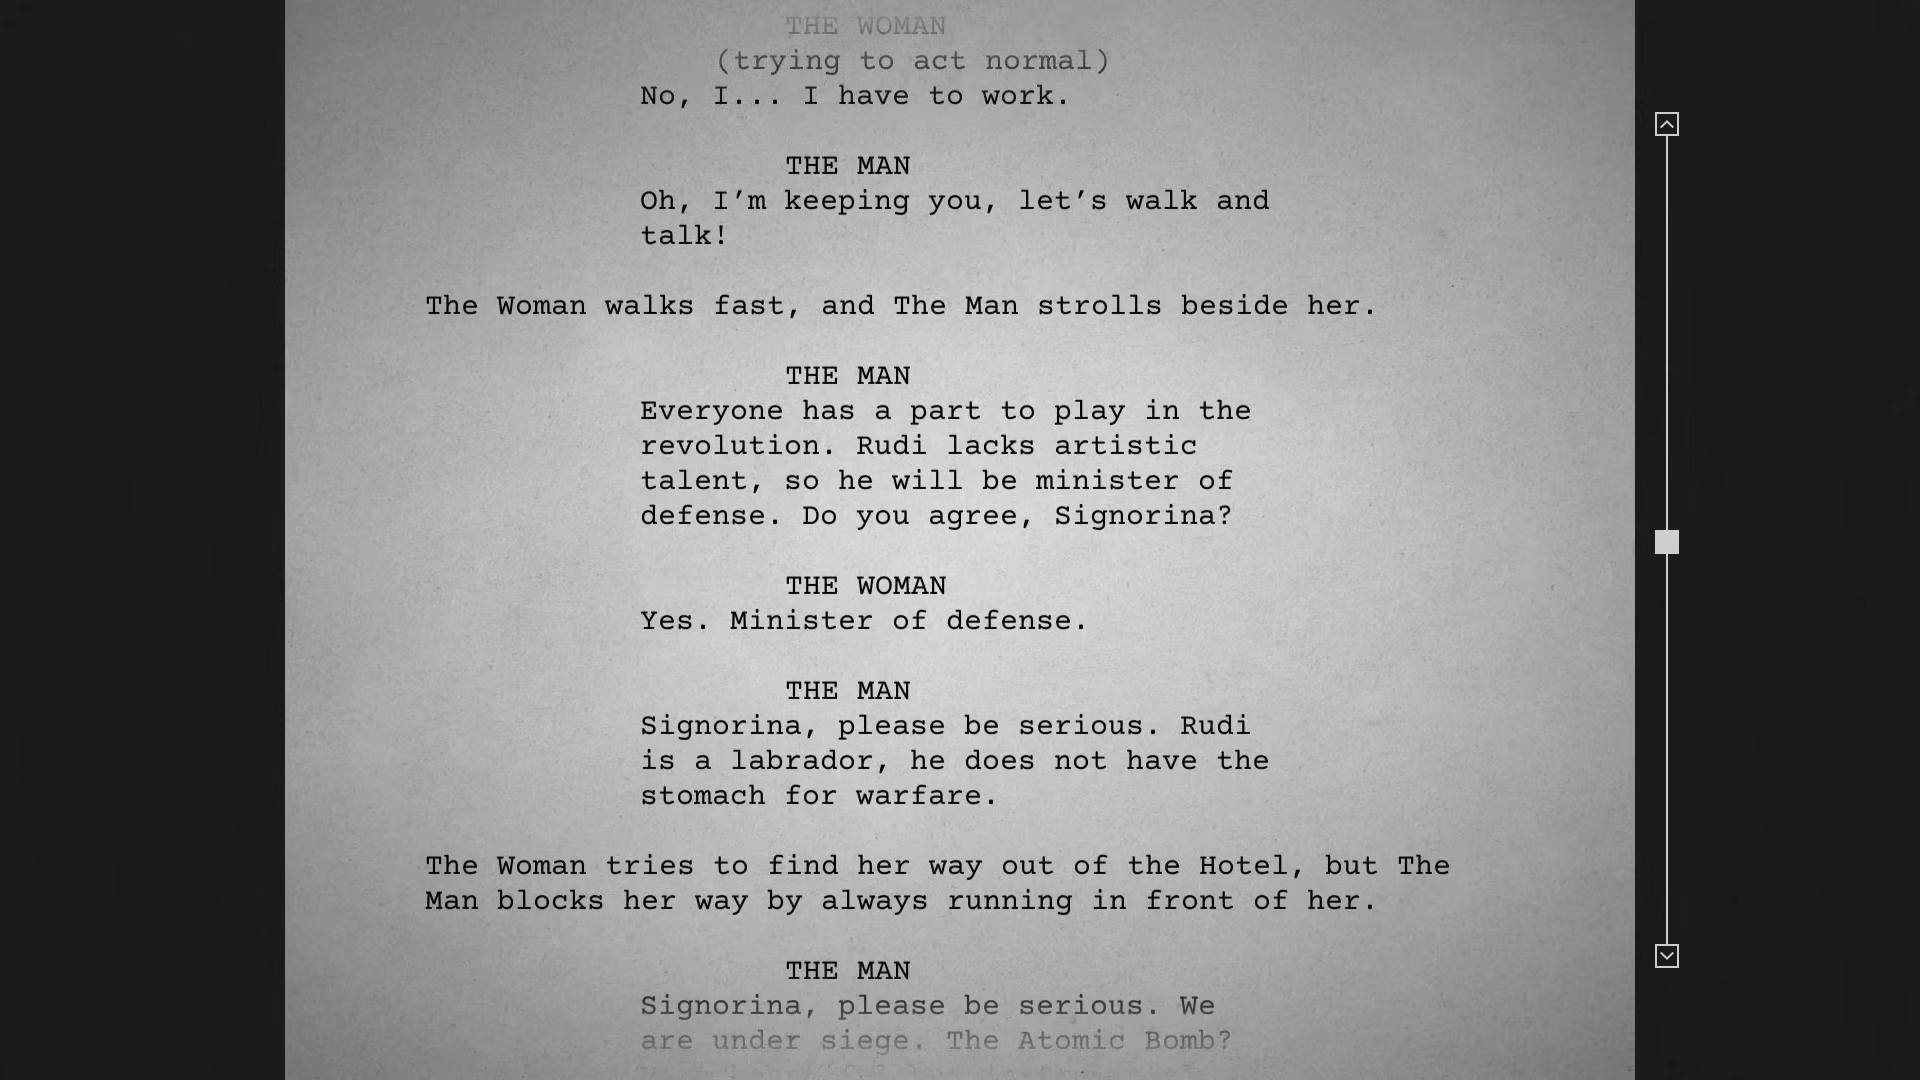 THE WOMAN
(trying to act normal)
No, I... I have to work.
THE MAN
Oh, I’m keeping you, let’s walk and
talk!
The Woman walks fast, and The Man strolls beside her.
THE MAN
Everyone has a part to play in the
revolution. Rudi lacks artistic
talent, so he will be minister of
defense. Do you agree, Signorina?
THE WOMAN
Yes. Minister of defense.
THE MAN
Signorina, please be serious. Rudi
is a labrador, he does not have the
stomach for warfare.
The Woman tries to find her way out of the Hotel, but The
Man blocks her way by always running in front of her.
THE MAN
Signorina, please be serious. We
are under siege. The Atomic Bomb?